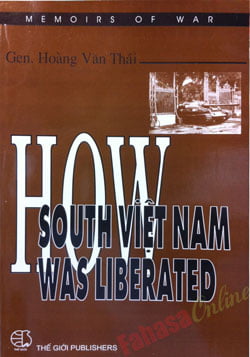 MEMOIRS OF WAR
Gen. Hoàng Văn Thái
HOW
SOUTH VIỆT NAM
WAS LIBERATED
THẾ GIỚI PUBLISHERS
Fahasa Online